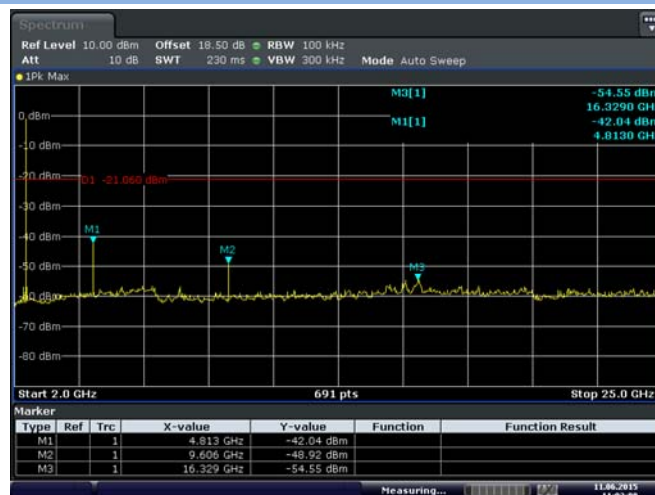 Spectrum
Ref Level 10.00 dBm Offset 18.50 dB RBW 100 kHz
Att 10 dB SWT 230 ms VBW 300 kHz Mode Auto Sweep
1Pk Max
M3[1] -54.55 dBm
16.3290 GH
M1[1] -42.04 dBm
4.8130 GH
0 dBm
-10 dBm
-20 dBm
D1 -21.060 dBm
-30 dBm
-40 dBm
M1
M2
-50 dBm
M3
-70 dBm
-80 dBm
Start 2.0 GHz 691 pts Stop 25.0 GHz
Marker
Type Ref Trc X-value Y-value Function Function Result
M1 1 4.813 GHz -42.04 dBm
M2 1 9.606 GHz -48.92 dBm
M3 1 16.329 GHz -54.55 dBm
Measuring... 11.06.2015